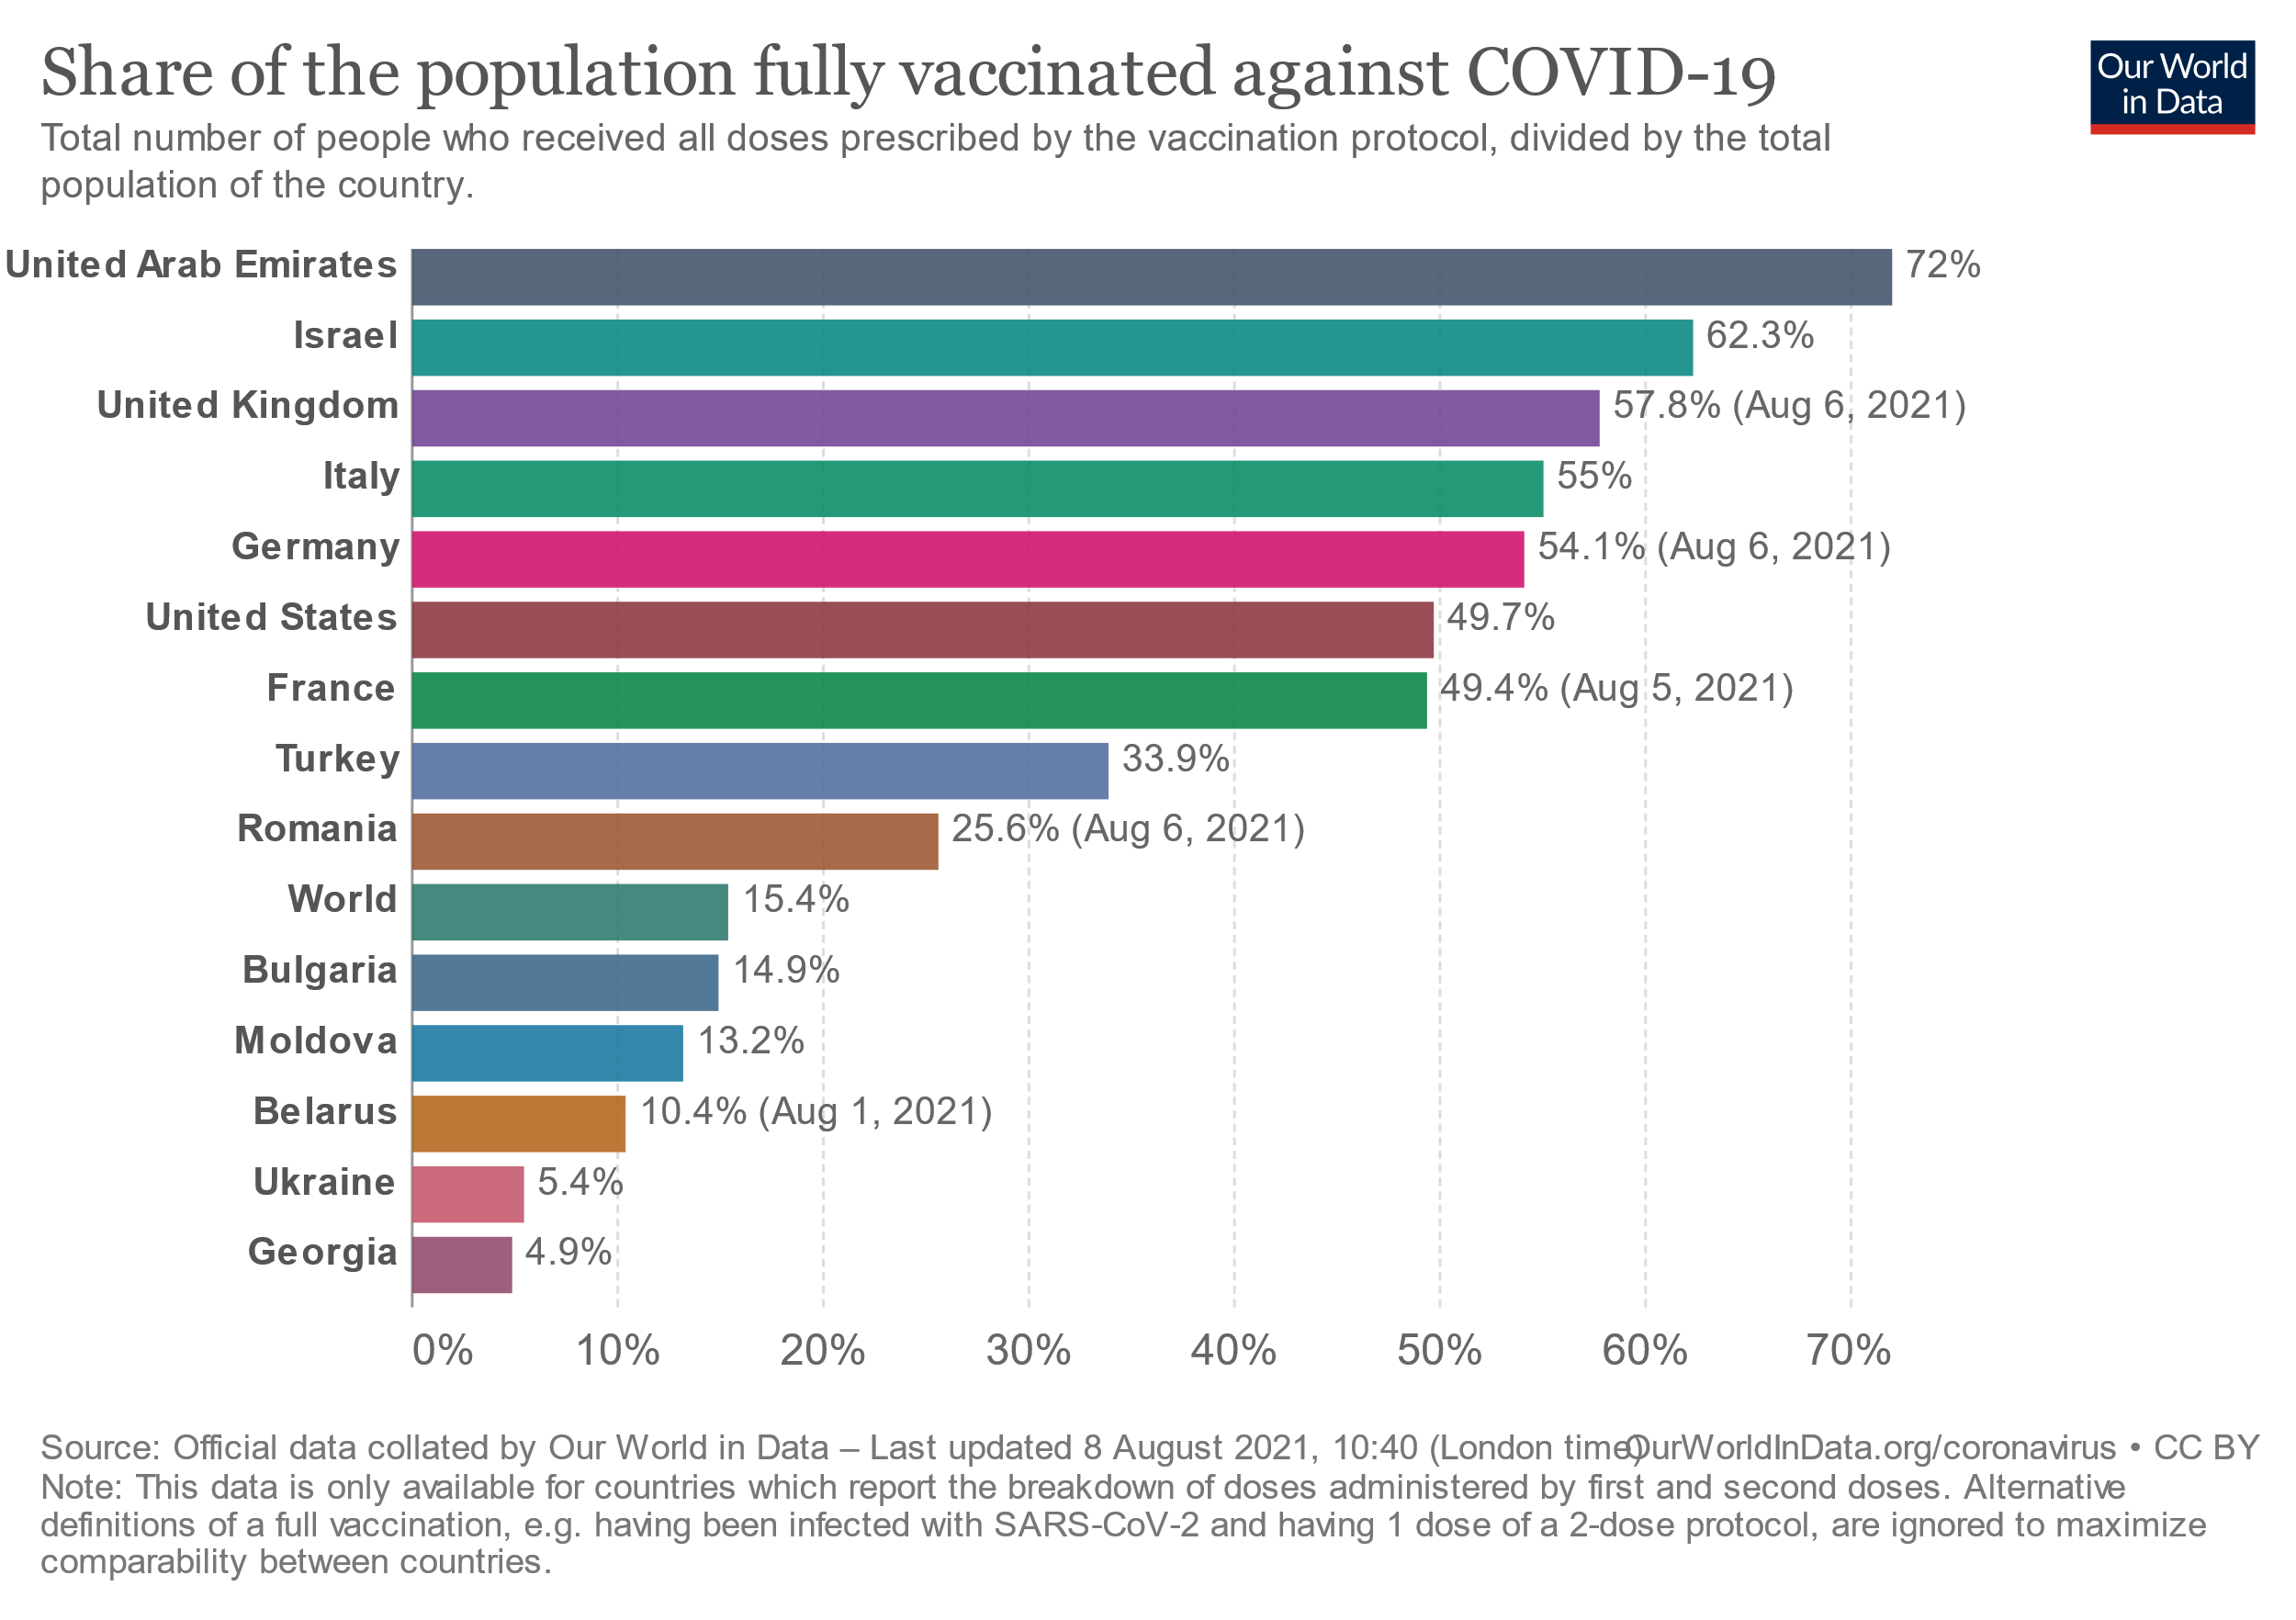 Share of the population fully vaccinated against COVID-19
Our World
in Data
Total number of people who received all doses prescribed by the vaccination protocol, divided by the total
population of the country.
United Arab Emirates 72%
Israel 62.3%
United Kingdom 57.8% (Aug 6, 2021)
Italy 55%
Germany 54.1% (Aug 6, 2021)
United States 49.7%
France 49.4% (Aug 5, 2021)
Turkey 33.9%
Romania 25.6% (Aug 6, 2021)
World 15.4%
Bulgaria 14.9%
Moldova 13.2%
Belarus 10.4% (Aug 1, 2021)
Ukraine 5.4%
Georgia 4.9%
0% 10% 20% 30% 40% 50% 60% 70%
Source: Official data collated by Our World in Data – Last updated 8 August 2021, 10:40 (London time)
OurWorldInData.org/coronavirus • CC BY
Note: This data is only available for countries which report the breakdown of doses administered by first and second doses. Alternative
definitions of a full vaccination, e.g. having been infected with SARS-CoV-2 and having 1 dose of a 2-dose protocol, are ignored to maximize
comparability between countries.